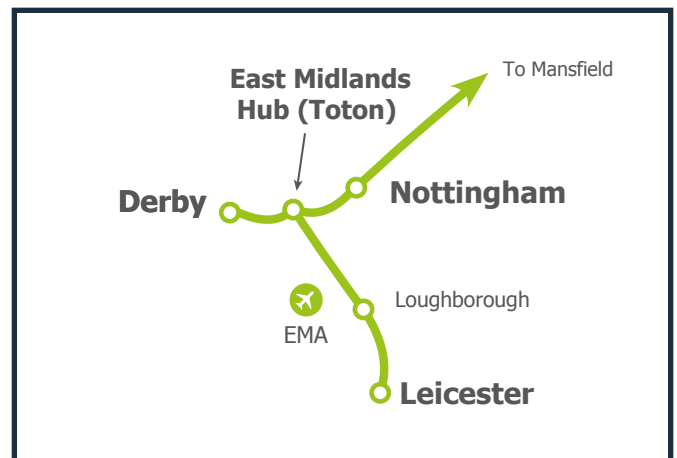 To Mansfield
East Midlands
Hub (Toton)
Derby
Nottingham
Loughborough
EMA
Leicester